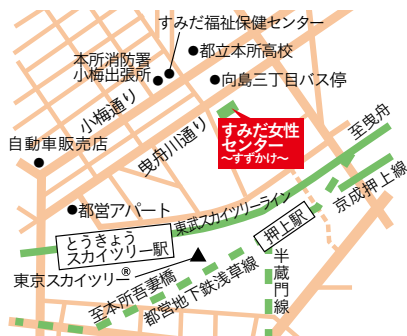 すみだ福祉保健センター
都立本所高校
本所消防署
小梅出張所
向島三丁目バス停
小梅通り
曳舟川通り
すみだ女性
センター
～すずかけ～
至曳舟
自動車販売店
都営アパート
東武スカイツリーライン
京成押上線
押上駅
とうきょう
スカイツリー駅
東京スカイツリー®
半蔵門線
至本所吾妻橋
都営地下鉄浅草線